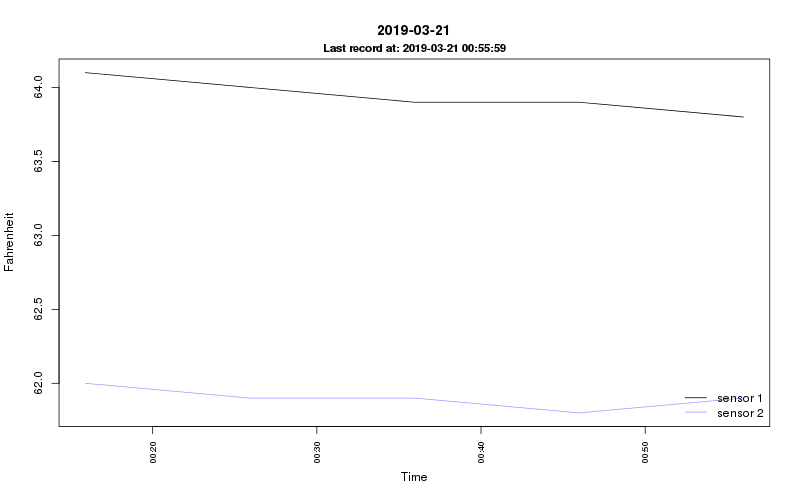 2019-03-21
Last record at: 2019-03-21 00:55:59
Fahrenheit
64.0
63.5
63.0
62.5
62.0
sensor 1
sensor 2
00:20
00:30
00:40
00:50
Time